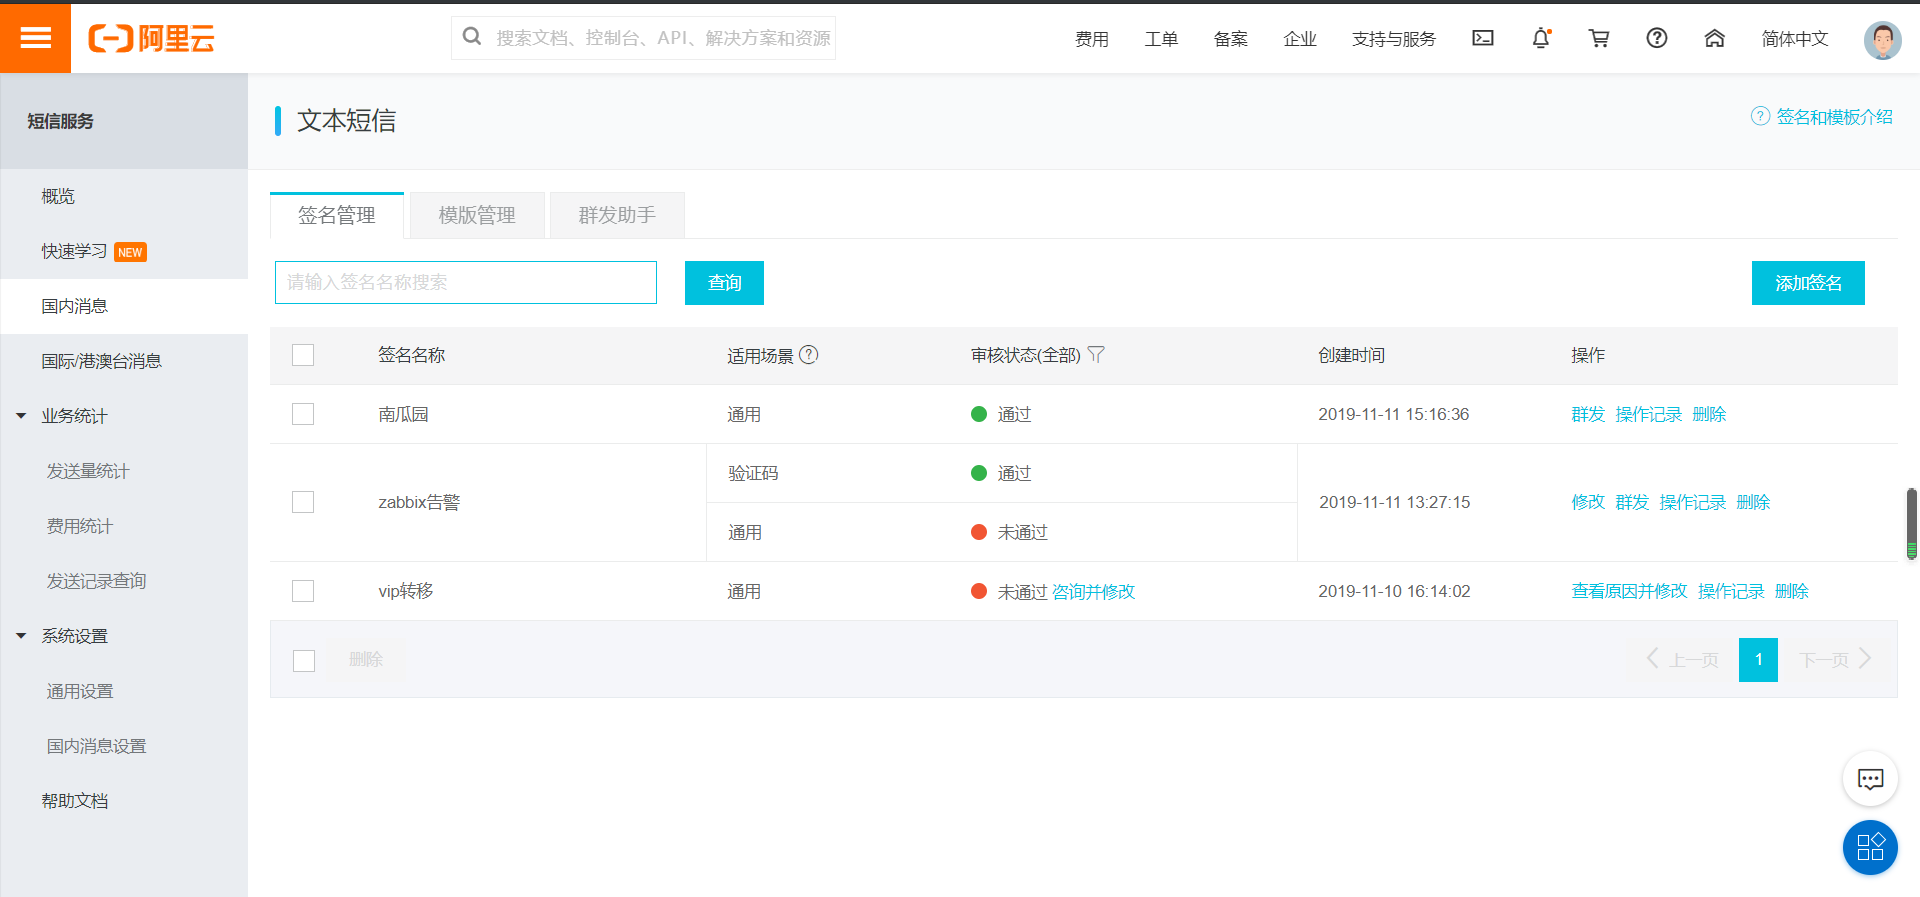 阿里云
搜索文档、控制台、API、解决方案和资源
费用 工单 备案 企业 支持与服务 简体中文
短信服务
概览
快速学习 NEW
国内消息
国际/港澳台消息
业务统计
发送量统计
费用统计
发送记录查询
系统设置
通用设置
国内消息设置
帮助文档
文本短信
签名和模板介绍
签名管理 模版管理 群发助手
请输入签名名称搜索 查询 添加签名
签名名称 适用场景 审核状态(全部) 创建时间 操作
南瓜园 通用 通过 2019-11-11 15:16:36 群发 操作记录 删除
zabbix告警 验证码 通过 2019-11-11 13:27:15 修改 群发 操作记录 删除
通用 未通过
vip转移 通用 未通过 咨询并修改 2019-11-10 16:14:02 查看原因并修改 操作记录 删除
删除 上一页 1 下一页